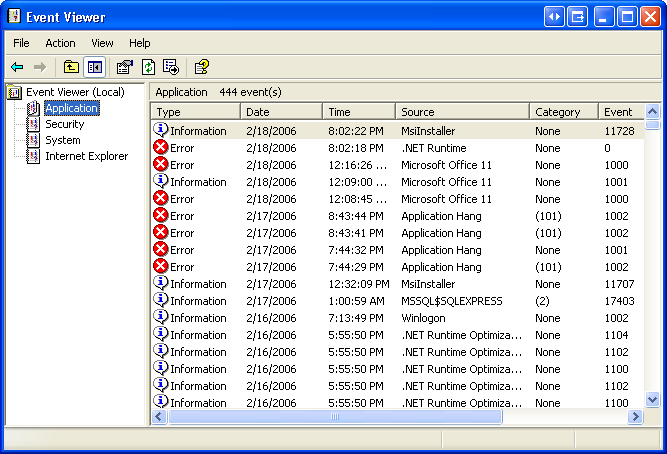 Event Viewer
File Action View Help
Event Viewer (Local)
Application
Security
System
Internet Explorer
Application 444 event(s)
Type Date Time Source Category Event
Information 2/18/2006 8:02:22 PM MsiInstaller None 11728
Error 2/18/2006 8:02:18 PM .NET Runtime None 0
Error 2/18/2006 12:16:26 ... Microsoft Office 11 None 1000
Information 2/18/2006 12:09:00 ... Microsoft Office 11 None 1001
Error 2/18/2006 12:08:45 ... Microsoft Office 11 None 1000
Error 2/17/2006 8:43:44 PM Application Hang (101) 1002
Error 2/17/2006 8:43:41 PM Application Hang (101) 1002
Error 2/17/2006 7:44:32 PM Application Hang None 1001
Error 2/17/2006 7:44:29 PM Application Hang (101) 1002
Information 2/17/2006 12:32:09 PM MsiInstaller None 11707
Information 2/17/2006 1:00:59 AM MSSQL$SQLEXPRESS (2) 17403
Information 2/16/2006 7:13:49 PM Winlogon None 1002
Information 2/16/2006 5:55:50 PM .NET Runtime Optimiza... None 1104
Information 2/16/2006 5:55:50 PM .NET Runtime Optimiza... None 1102
Information 2/16/2006 5:55:50 PM .NET Runtime Optimiza... None 1100
Information 2/16/2006 5:55:50 PM .NET Runtime Optimiza... None 1102
Information 2/16/2006 5:55:50 PM .NET Runtime Optimiza... None 1100